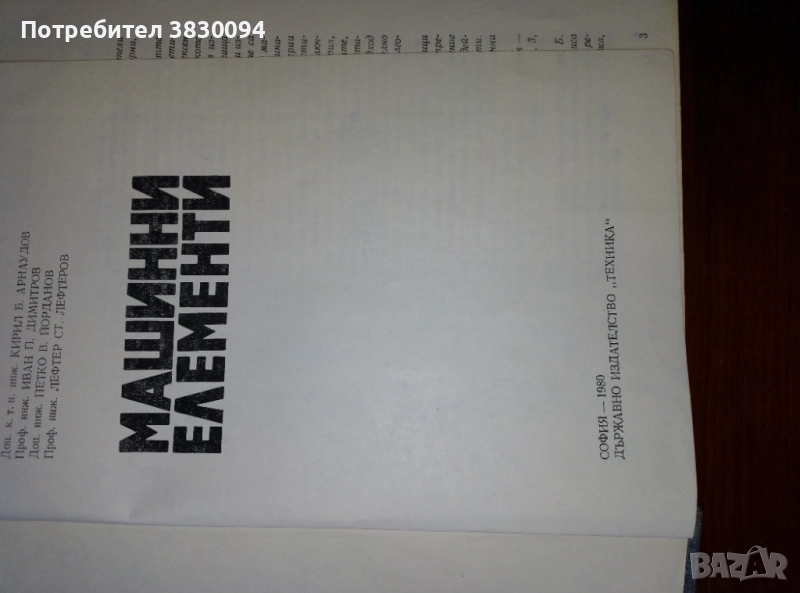 Потребител 3830094
Доц. к. т. н. инж. КИРИЛ Б. АРНАУДОВ
Проф. инж. ИВАН П. ДИМИТРОВ
Доц. инж. ПЕТКО В. ЙОРДАНОВ
Проф. инж. ЛЕФТЕР СТ. ЛЕФТЕРОВ
МАШИННИ
ЕЛЕМЕНТИ
СОФИЯ — 1980
ДЪРЖАВНО ИЗДАТЕЛСТВО „ТЕХНИКА“
3
BAZAR